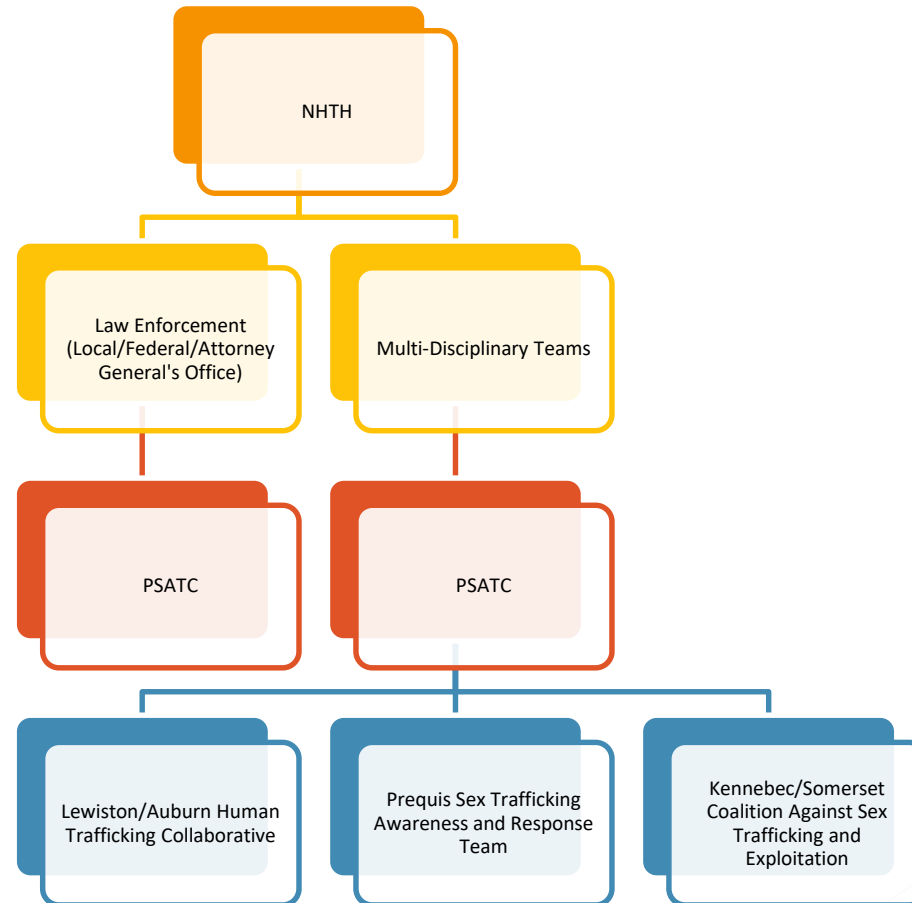 NHTH
Law Enforcement
(Local/Federal/Attorney
General's Office)
Multi-Disciplinary Teams
PSATC
PSATC
Lewiston/Auburn Human
Trafficking Collaborative
Prequis Sex Trafficking
Awareness and Response
Team
Kennebec/Somerset
Coalition Against Sex
Trafficking and
Exploitation